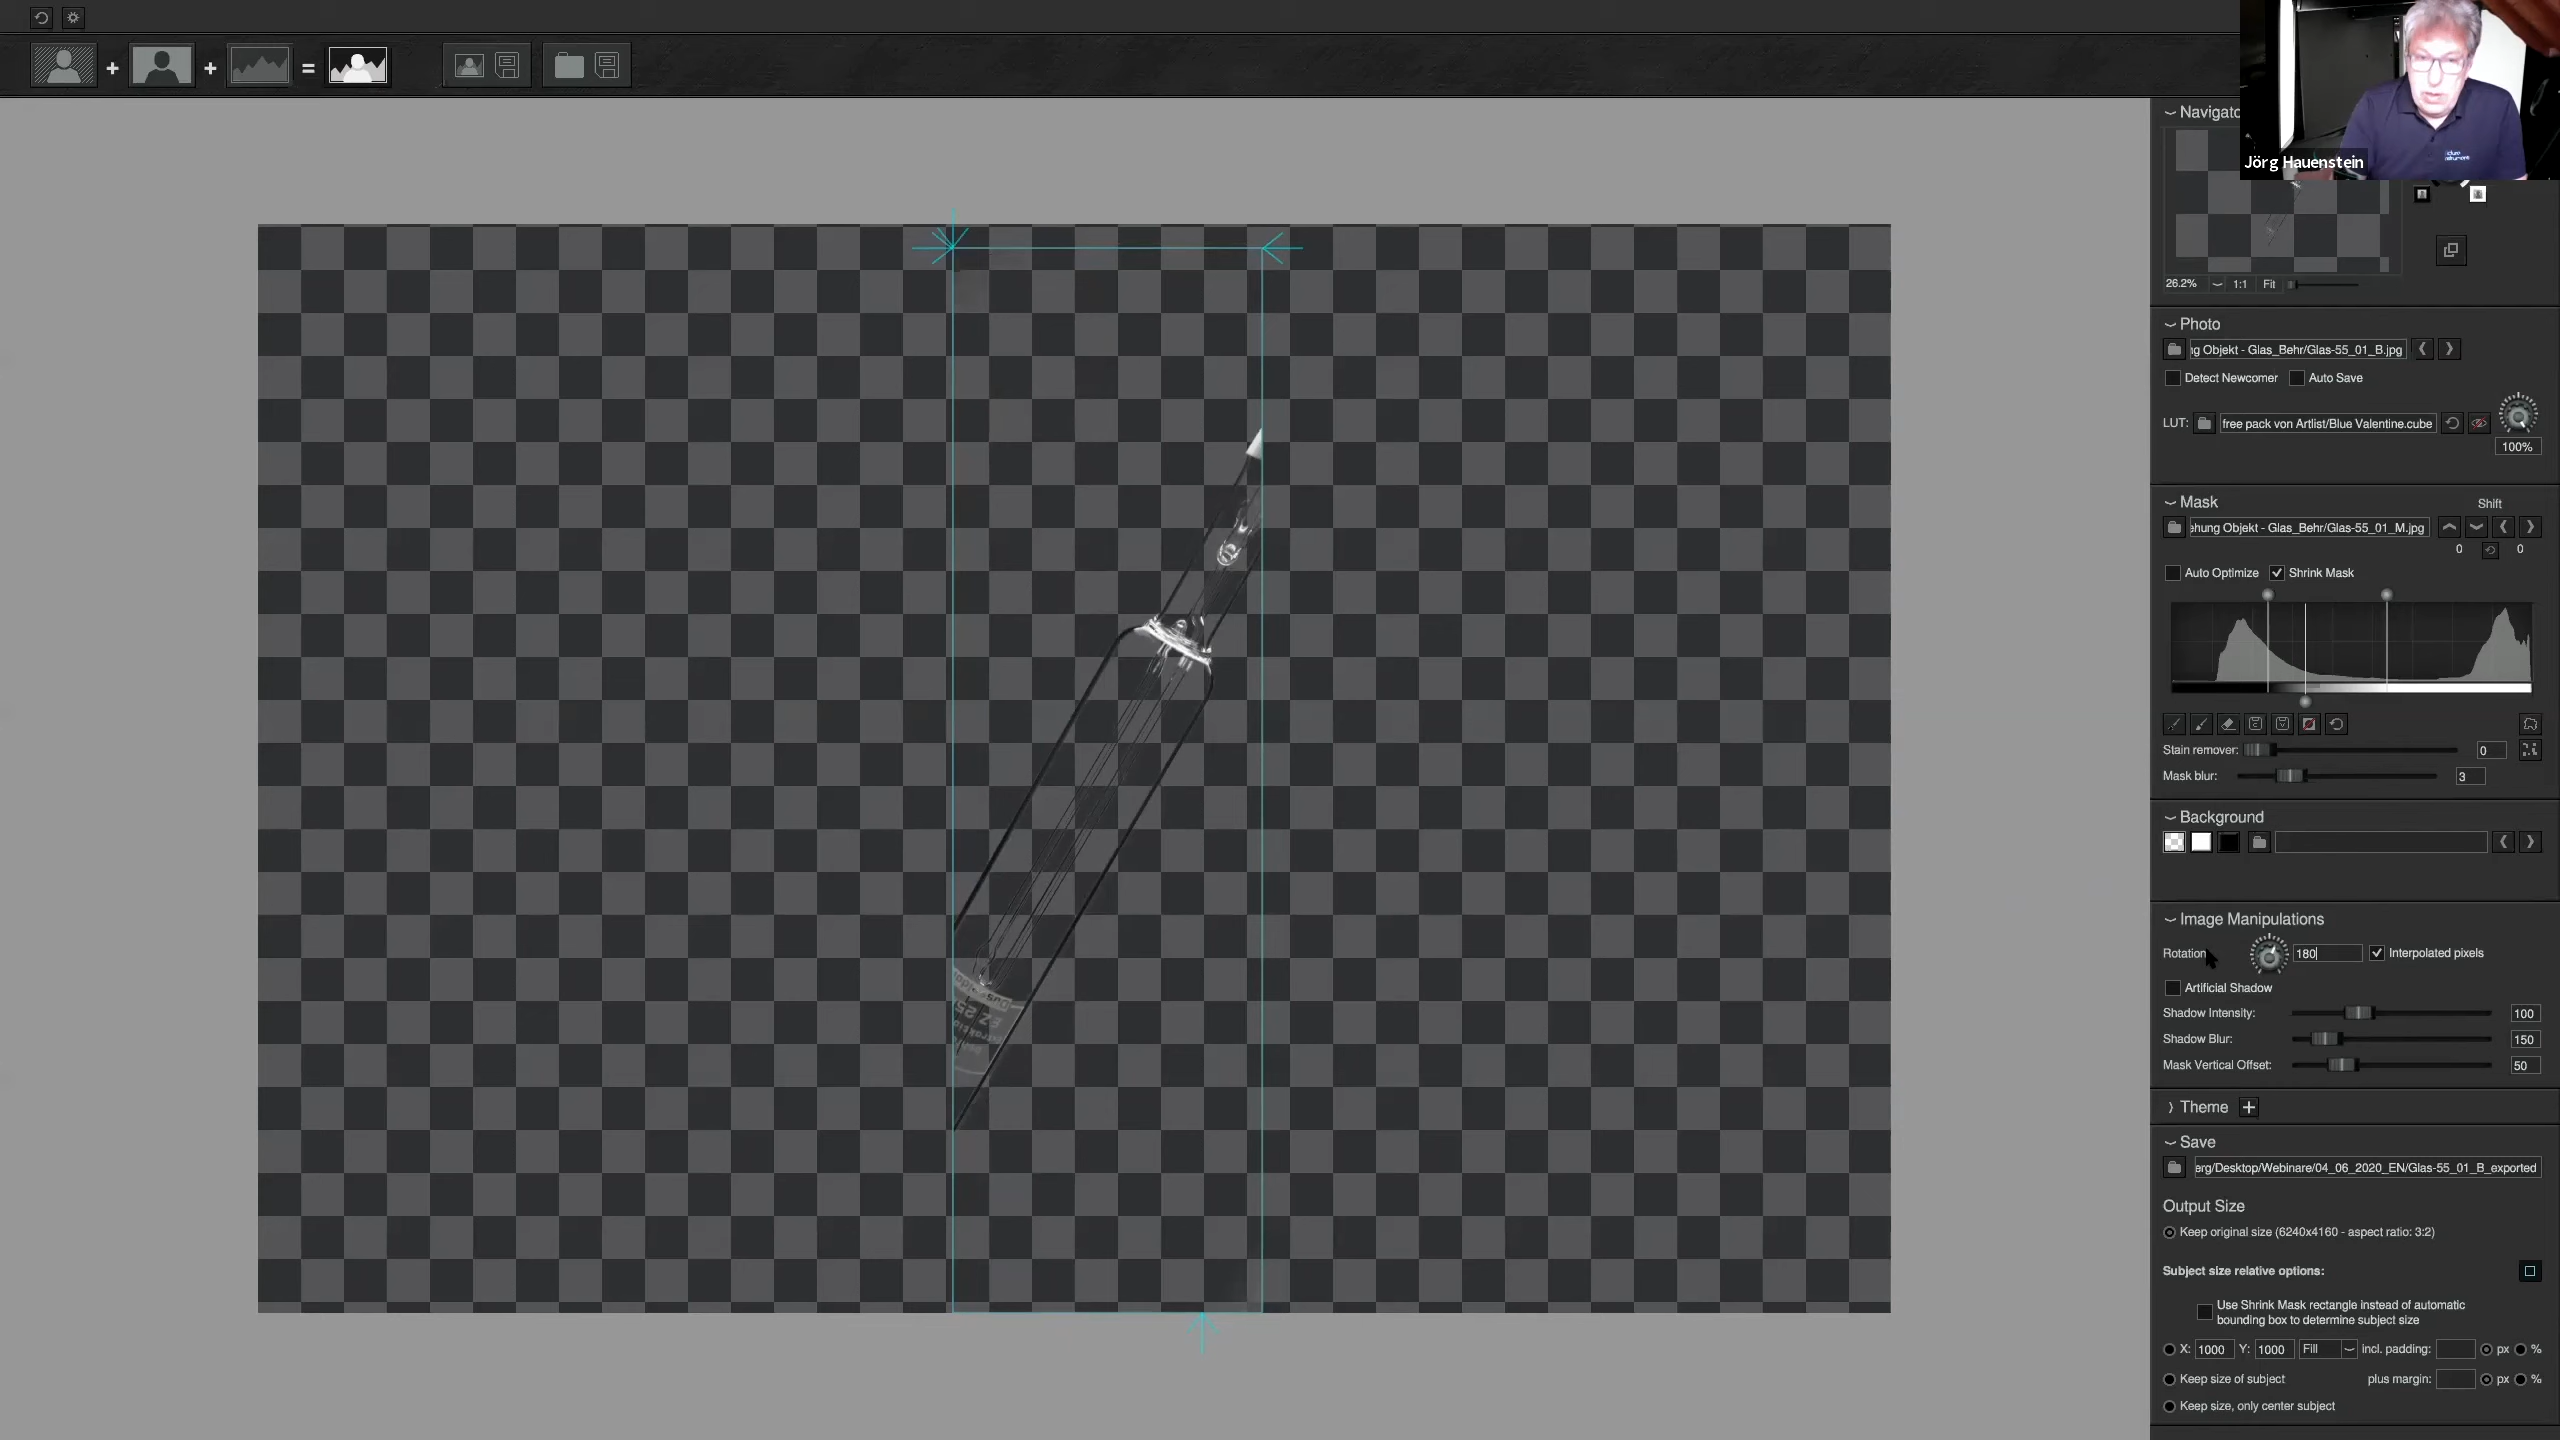 Jörg Hauenstein
Navigato
26.2%
1:1
Fit
Photo
ng Objekt - Glas_Behr/Glas-55_01_B.jpg
Detect Newcomer
Auto Save
LUT:
free pack von Artlist/Blue Valentine.cube
100%
Mask
Shift
ehung Objekt - Glas_Behr/Glas-55_01_M.jpg
0
0
Auto Optimize
Shrink Mask
Stain remover:
0
Mask blur:
3
Background
Image Manipulations
Rotation
180
Interpolated pixels
Artificial Shadow
Shadow Intensity:
100
Shadow Blur:
150
Mask Vertical Offset:
50
Theme
Save
erg/Desktop/Webinare/04_06_2020_EN/Glas-55_01_B_exported
Output Size
Keep original size (6240x4160 - aspect ratio: 3:2)
Subject size relative options:
Use Shrink Mask rectangle instead of automatic
bounding box to determine subject size
X: 1000 Y: 1000 Fill incl. padding: px %
Keep size of subject plus margin: px %
Keep size, only center subject